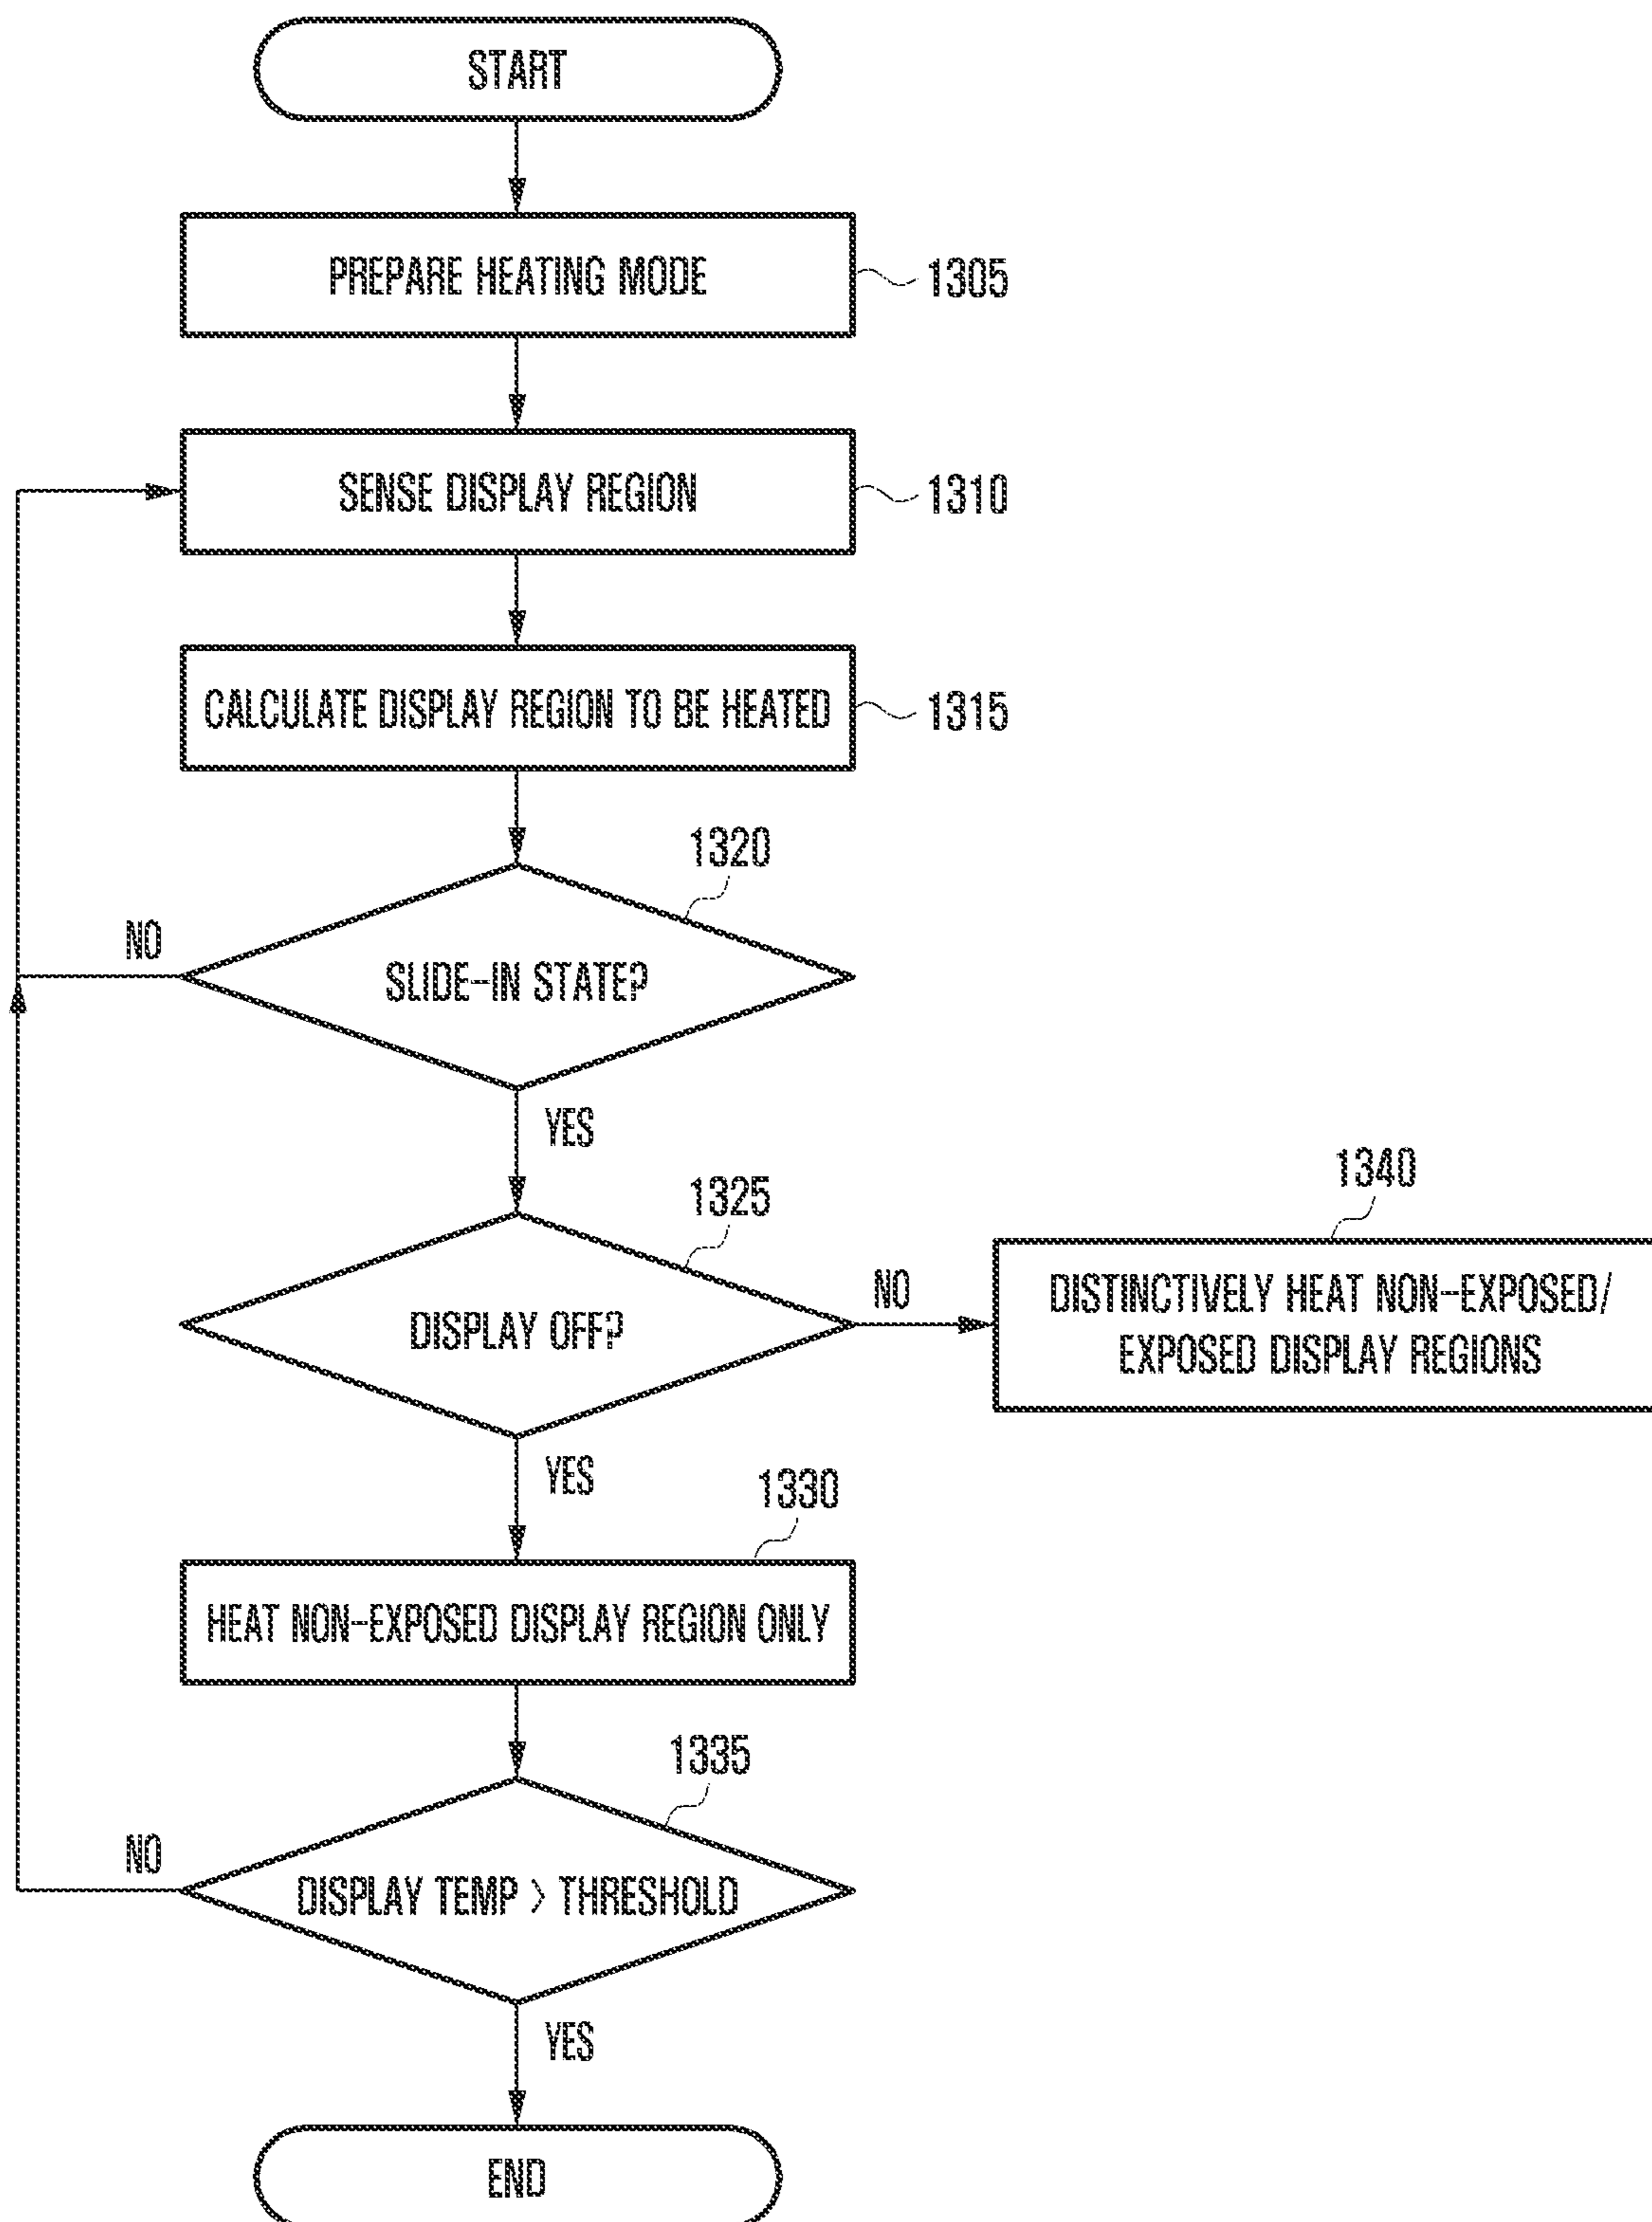 START
PREPARE HEATING MODE
1305
SENSE DISPLAY REGION
1310
CALCULATE DISPLAY REGION TO BE HEATED
1315
1320
NO
SLIDE-IN STATE?
YES
1325
1340
DISPLAY OFF?
NO
DISTINCTIVELY HEAT NON-EXPOSED/
EXPOSED DISPLAY REGIONS
YES
1330
HEAT NON-EXPOSED DISPLAY REGION ONLY
1335
NO
DISPLAY TEMP > THRESHOLD
YES
END